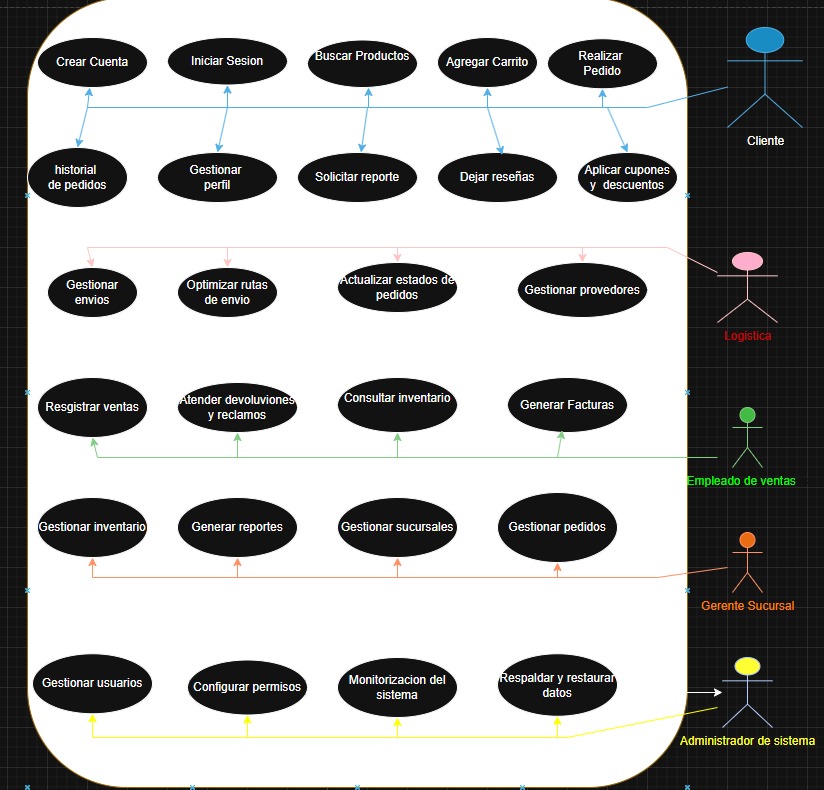 Crear Cuenta
Iniciar Sesion
Buscar Productos
Agregar Carrito
Realizar
Pedido
Cliente
historial
de pedidos
Gestionar
perfil
Solicitar reporte
Dejar reseñas
Aplicar cupones
y descuentos
Gestionar
envios
Optimizar rutas
de envio
Actualizar estados de
pedidos
Gestionar provedores
Logistica
Resgistrar ventas
Atender devoluviones
y reclamos
Consultar inventario
Generar Facturas
Empleado de ventas
Gestionar inventario
Generar reportes
Gestionar sucursales
Gestionar pedidos
Gerente Sucursal
Gestionar usuarios
Configurar permisos
Monitorizacion del
sistema
Respaldar y restaurar
datos
Administrador de sistema